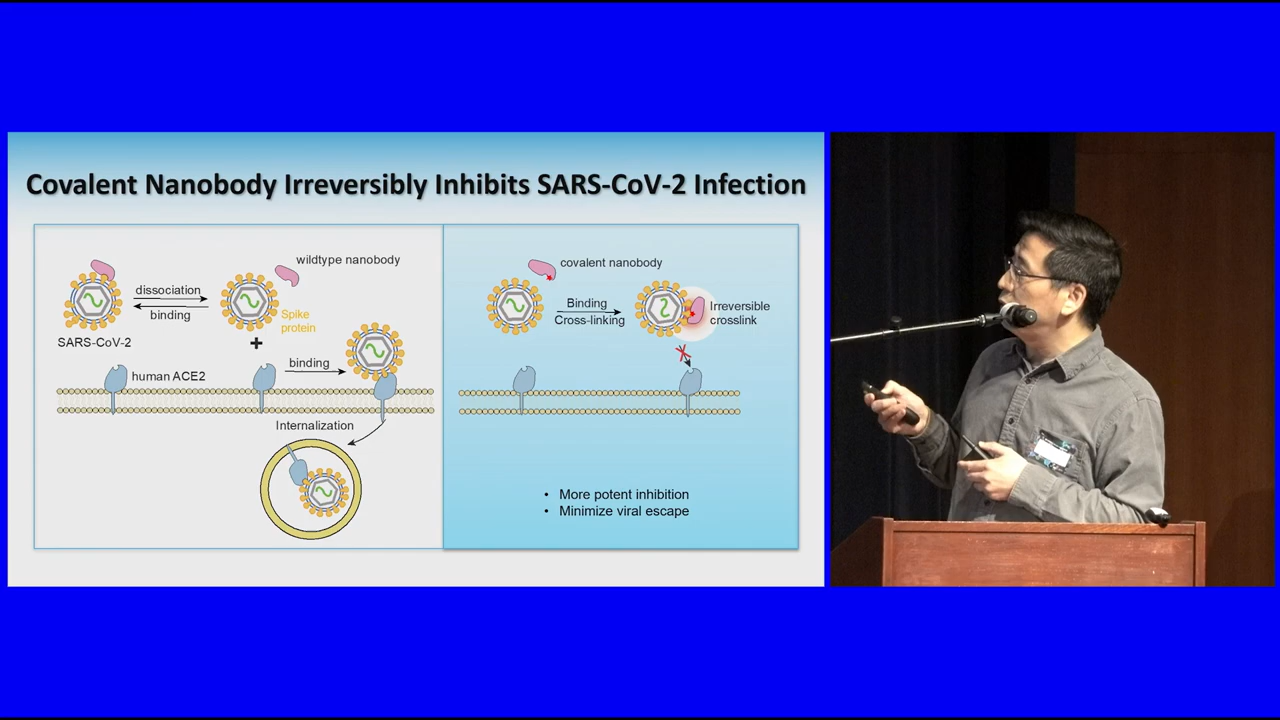 Covalent Nanobody Irreversibly Inhibits SARS-CoV-2 Infection
wildtype nanobody
dissociation
binding
Spike
protein
SARS-CoV-2
+
binding
human ACE2
Internalization
covalent nanobody
Binding
Cross-linking
Irreversible
crosslink
• More potent inhibition
• Minimize viral escape